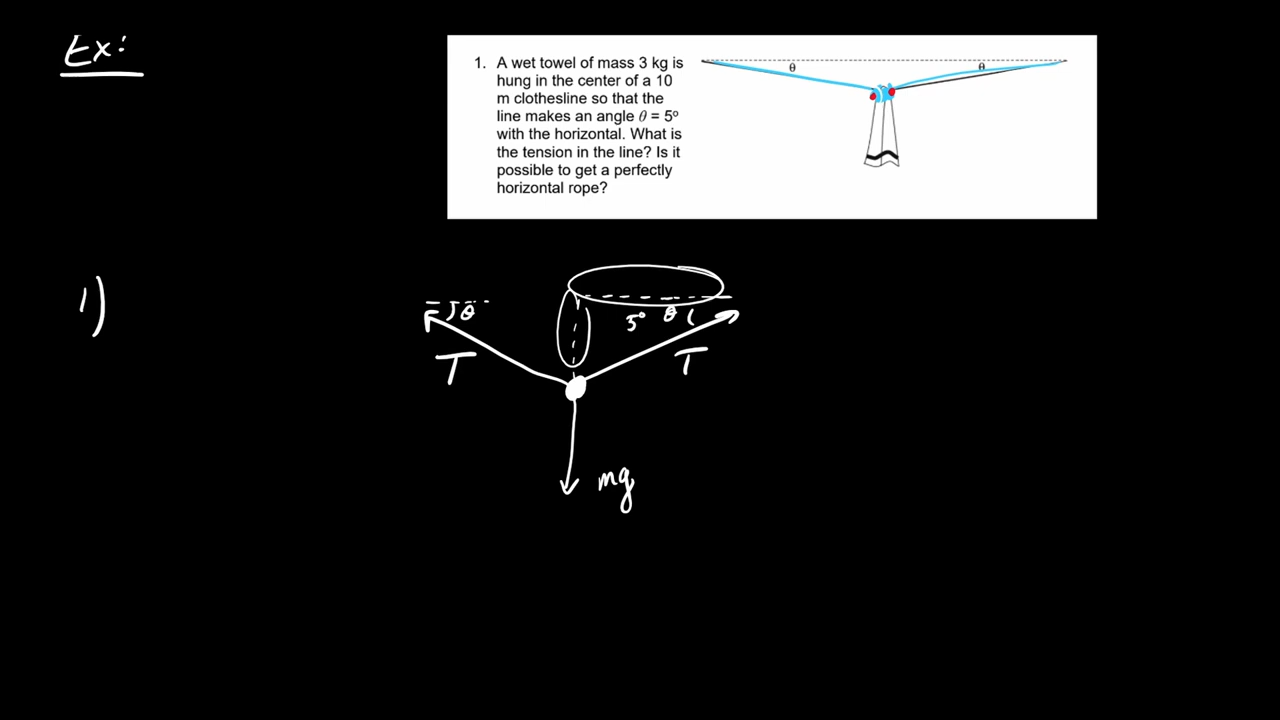 Ex:
1. A wet towel of mass 3 kg is
hung in the center of a 10
m clothesline so that the
line makes an angle θ = 5º
with the horizontal. What is
the tension in the line? Is it
possible to get a perfectly
horizontal rope?
θ θ
1)
θ 5° θ
T T
mg